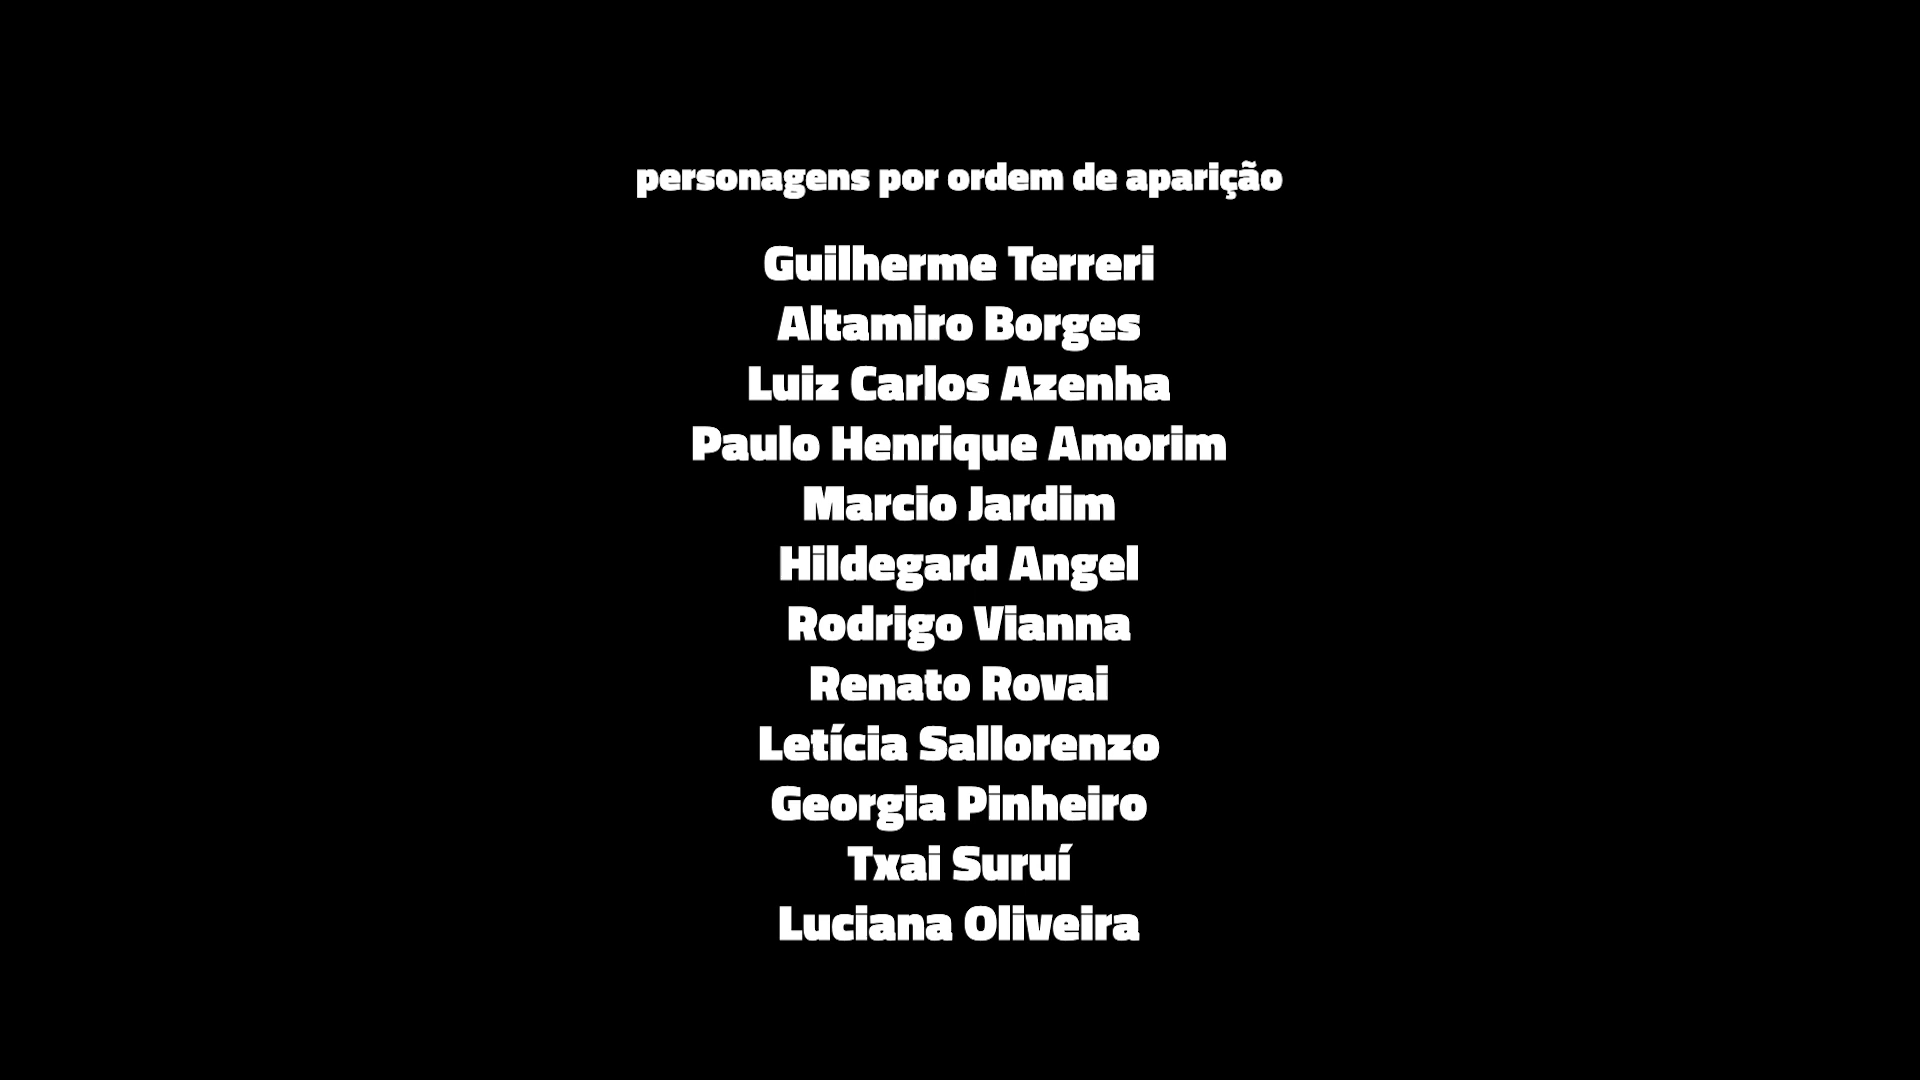 personagens por ordem de aparição
Guilherme Terreri
Altamiro Borges
Luiz Carlos Azenha
Paulo Henrique Amorim
Marcio Jardim
Hildegard Angel
Rodrigo Vianna
Renato Rovai
Letícia Sallorenzo
Georgia Pinheiro
Txai Suruí
Luciana Oliveira